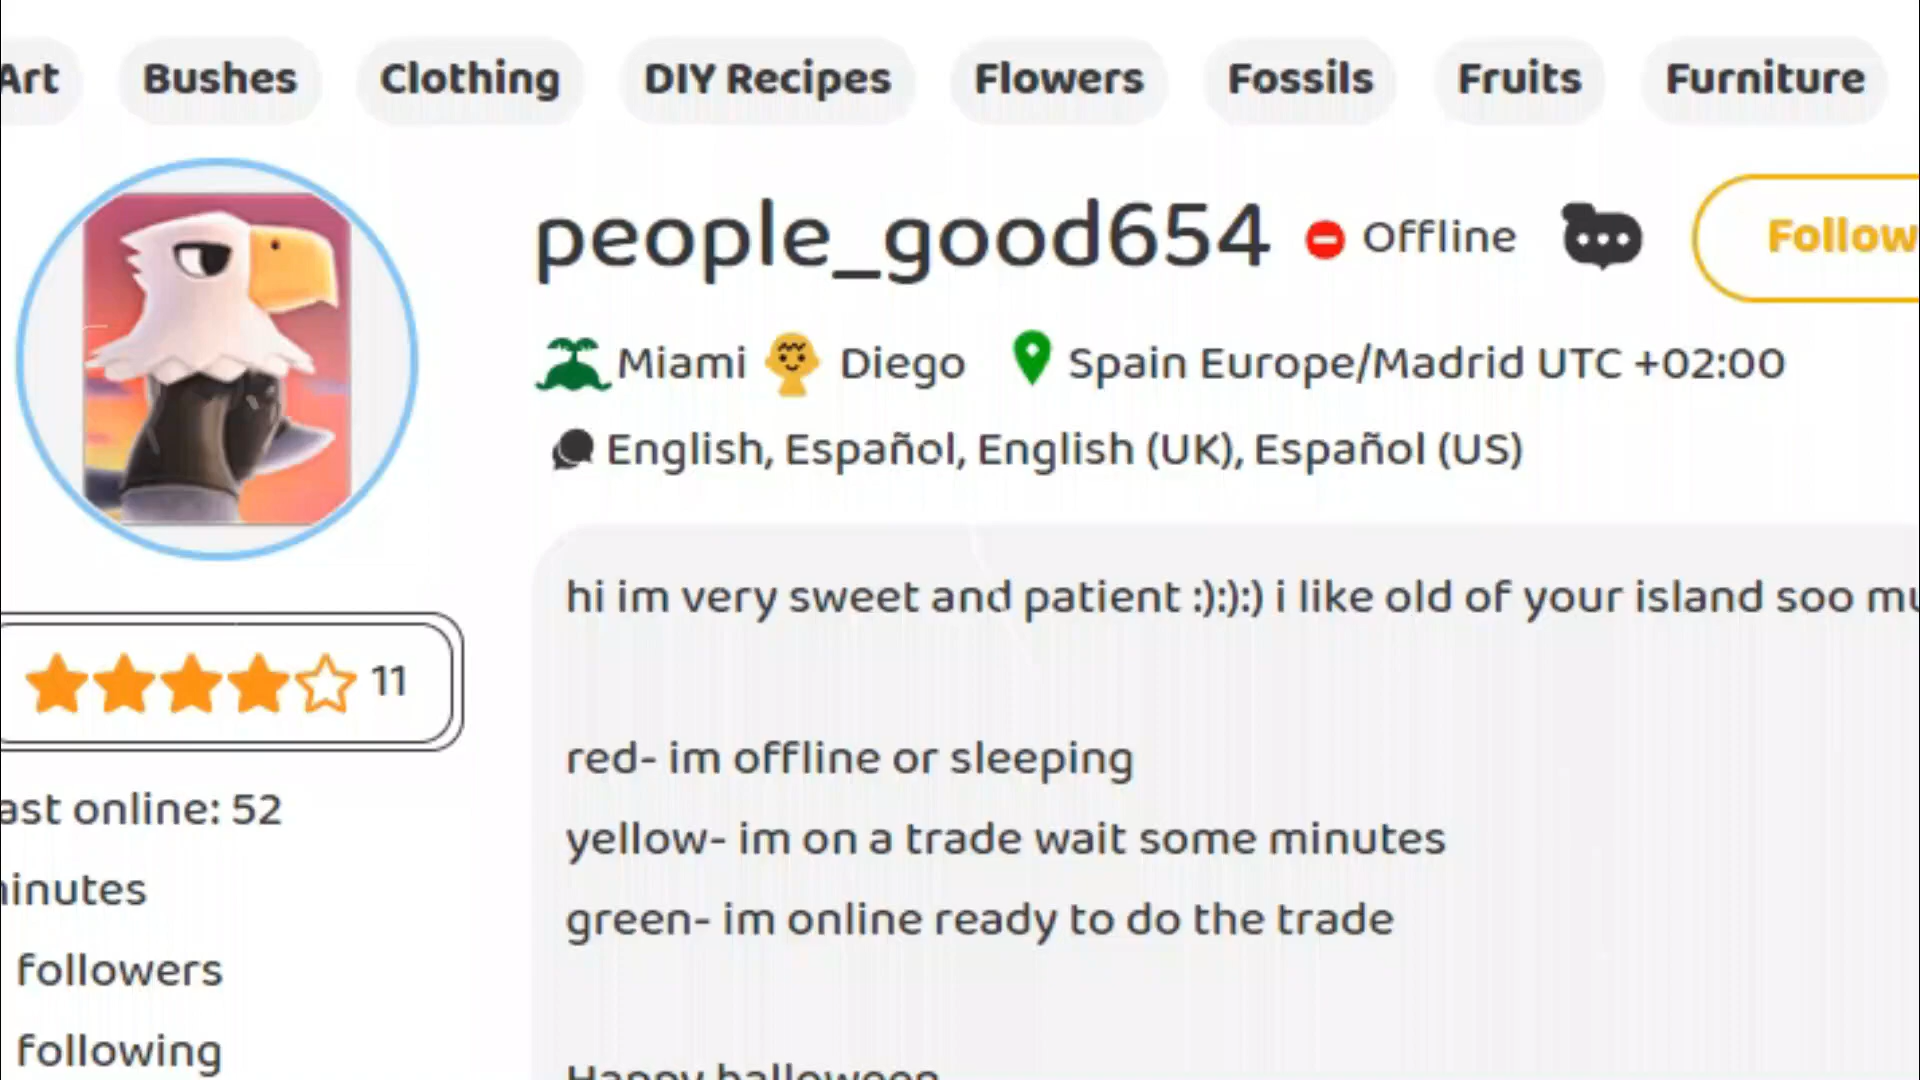 Art Bushes Clothing DIY Recipes Flowers Fossils Fruits Furniture
people_good654 Offline Follow
Miami Diego Spain Europe/Madrid UTC +02:00
English, Español, English (UK), Español (US)
hi im very sweet and patient :):):) i like old of your island soo mu
11
red- im offline or sleeping
ast online: 52
yellow- im on a trade wait some minutes
inutes
green- im online ready to do the trade
followers
following
Happy halloween